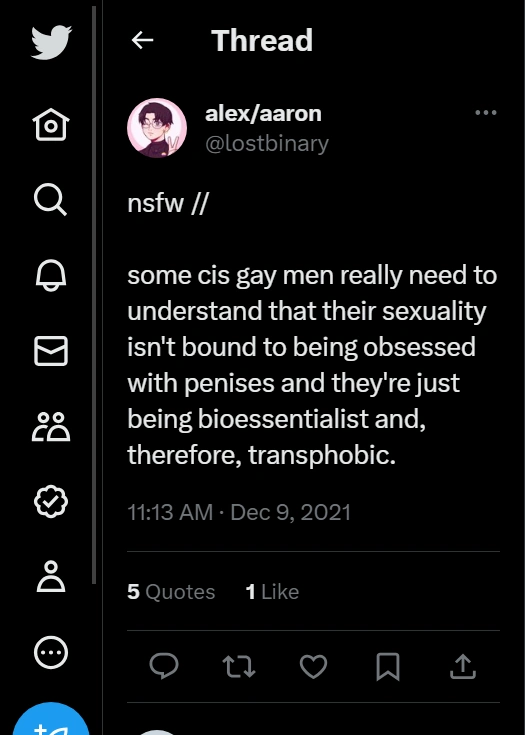 Thread
alex/aaron
@lostbinary
nsfw //
some cis gay men really need to
understand that their sexuality
isn't bound to being obsessed
with penises and they're just
being bioessentialist and,
therefore, transphobic.
11:13 AM · Dec 9, 2021
5 Quotes 1 Like